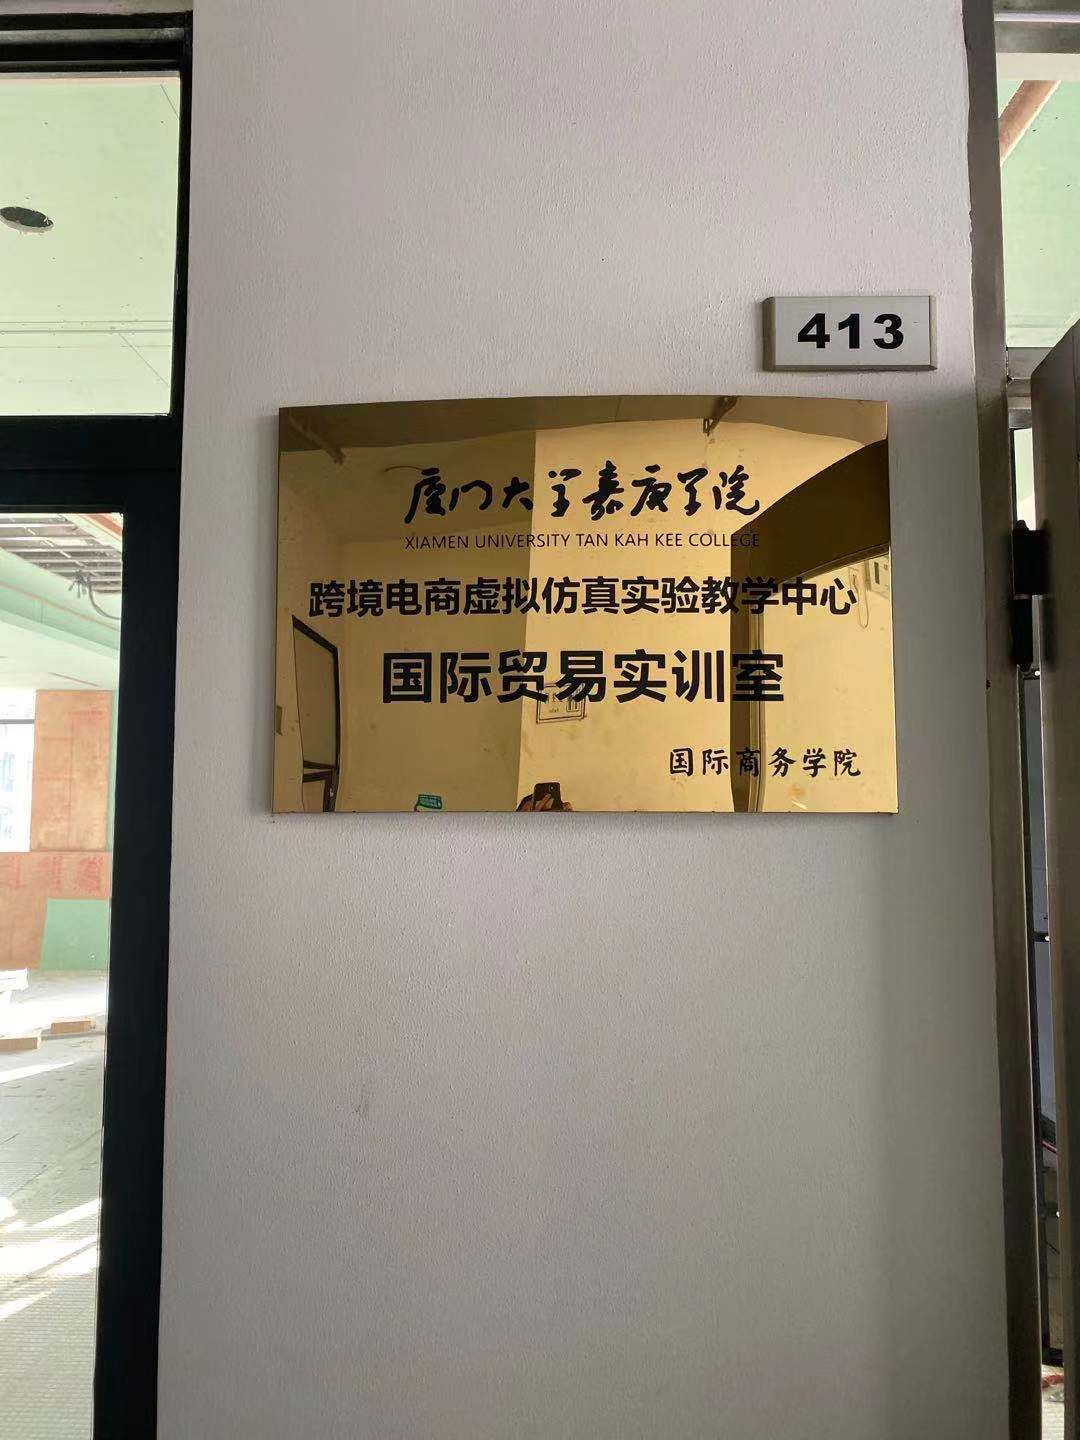 413
厦门大学嘉庚学院
XIAMEN UNIVERSITY TAN KAH KEE COLLEGE
跨境电商虚拟仿真实验教学中心
国际贸易实训室
国际商务学院